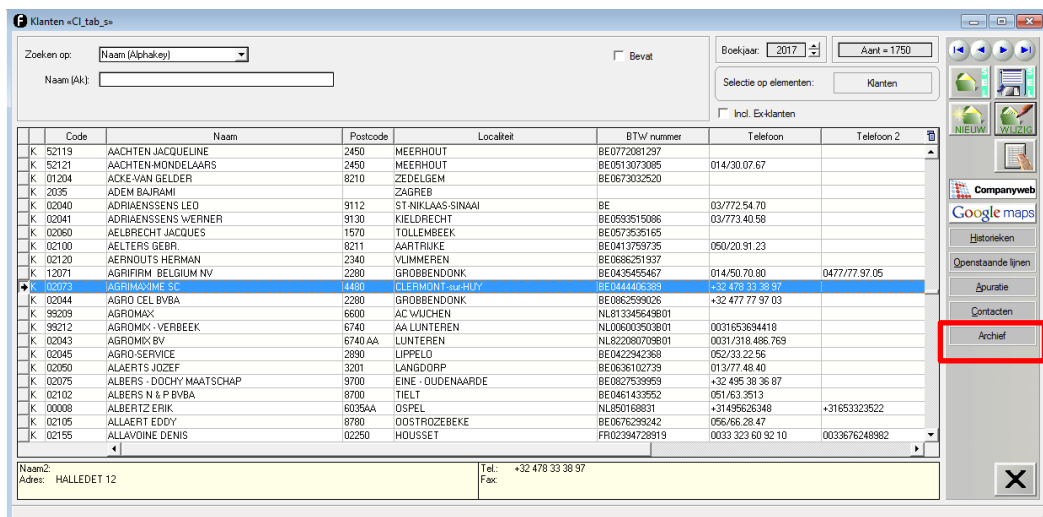 Klanten «Cl_tab_s»
Zoeken op: Naam (Alphakey) Bevat Boekjaar: 2017 Aant = 1750
Naam (Ak): Selectie op elementen: Klanten
Incl. Ex-klanten
NIEUW WIJZIG
Code Naam Postcode Localiteit BTW nummer Telefoon Telefoon 2
K 52119 AACHTEN JACQUELINE 2450 MEERHOUT BE0772081297
K 52121 AACHTEN-MONDELAARS 2450 MEERHOUT BE0513073085 014/30.07.67
K 01204 ACKE-VAN GELDER 8210 ZEDELGEM BE0673032520
K 2035 ADEM BAJRAMI ZAGREB
K 02040 ADRIAENSSENS LEO 9112 ST-NIKLAAS-SINAAI BE 03/772.54.70
K 02041 ADRIAENSSENS WERNER 9130 KIELDRECHT BE0593515086 03/773.40.58
K 02060 AELBRECHT JACQUES 1570 TOLLEMBEEK BE0573535165
K 02100 AELTERS GEBR. 8211 AARTRIJKE BE0413759735 050/20.91.23
K 02120 AERNOUTS HERMAN 2340 VLIMMEREN BE0686251937
K 12071 AGRIFIRM BELGIUM NV 2280 GROBBENDONK BE0435455467 014/50.70.80 0477/77.97.05
K 02073 AGRIMAXIME SC 4480 CLERMONT-sur-HUY BE0444406389 +32 478 33 38 97
K 02044 AGRO CEL BVBA 2280 GROBBENDONK BE0862599026 +32 477 77 97 03
K 99209 AGROMAX 6600 AC WIJCHEN NL813345649B01
K 99212 AGROMIX - VERBEEK 6740 AA LUNTEREN NL006003503B01 0031653694418
K 02043 AGROMIX BV 6740 AA LUNTEREN NL822080709B01 0031/318.486.769
K 02045 AGRO-SERVICE 2890 LIPPELO BE0422942368 052/33.22.56
K 02050 ALAERTS JOZEF 3201 LANGDORP BE0636102739 013/77.48.40
K 02075 ALBERS - DOCHY MAATSCHAP 9700 EINE - OUDENAARDE BE0827539959 +32 495 38 36 87
K 02102 ALBERS N & P BVBA 8700 TIELT BE0461433552 051/63.3513
K 00008 ALBERTZ ERIK 6035AA OSPEL NL850168831 +31495626348 +31653323522
K 02105 ALLAERT EDDY 8780 OOSTROZEBEKE BE0676299242 056/66.28.47
K 02155 ALLAVOINE DENIS 02250 HOUSSET FR02394728919 0033 323 60 92 10 0033676248982
Companyweb
Google maps
Historieken
Openstaande lijnen
Apuratie
Contacten
Archief
Naam2: Tel.: +32 478 33 38 97
Adres: HALLEDET 12 Fax: